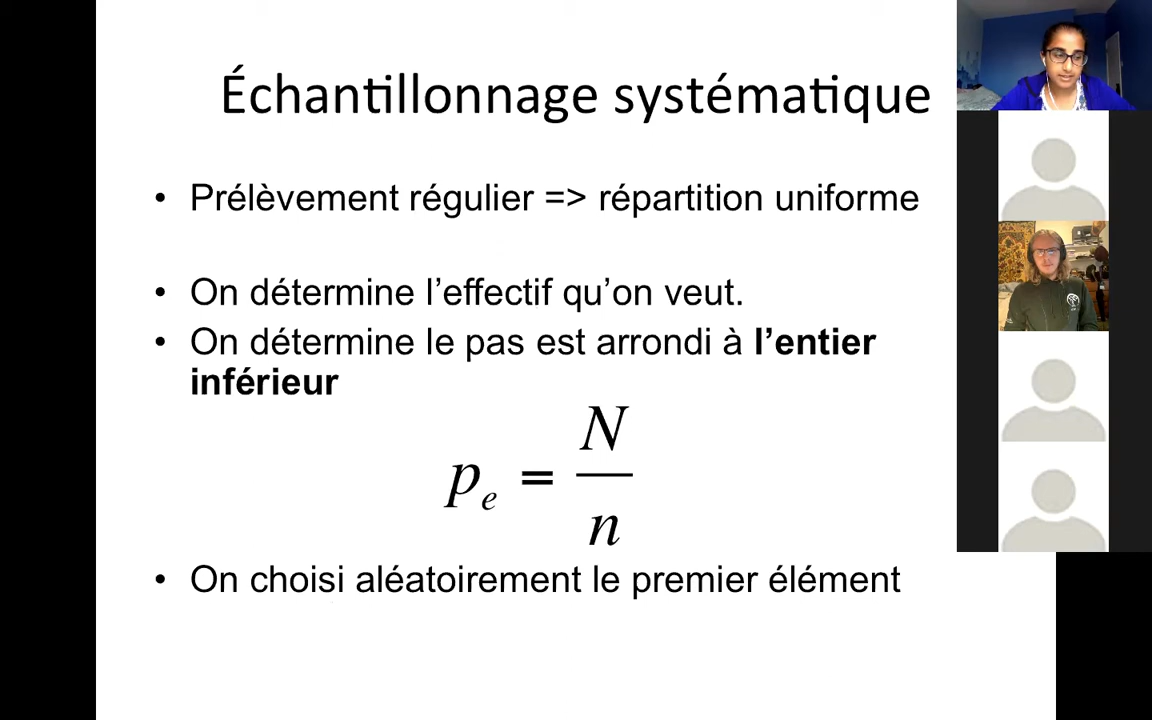 Échantillonnage systématique
• Prélèvement régulier => répartition uniforme
• On détermine l’effectif qu’on veut.
• On détermine le pas est arrondi à l’entier
inférieur
pₑ = N/n
• On choisi aléatoirement le premier élément